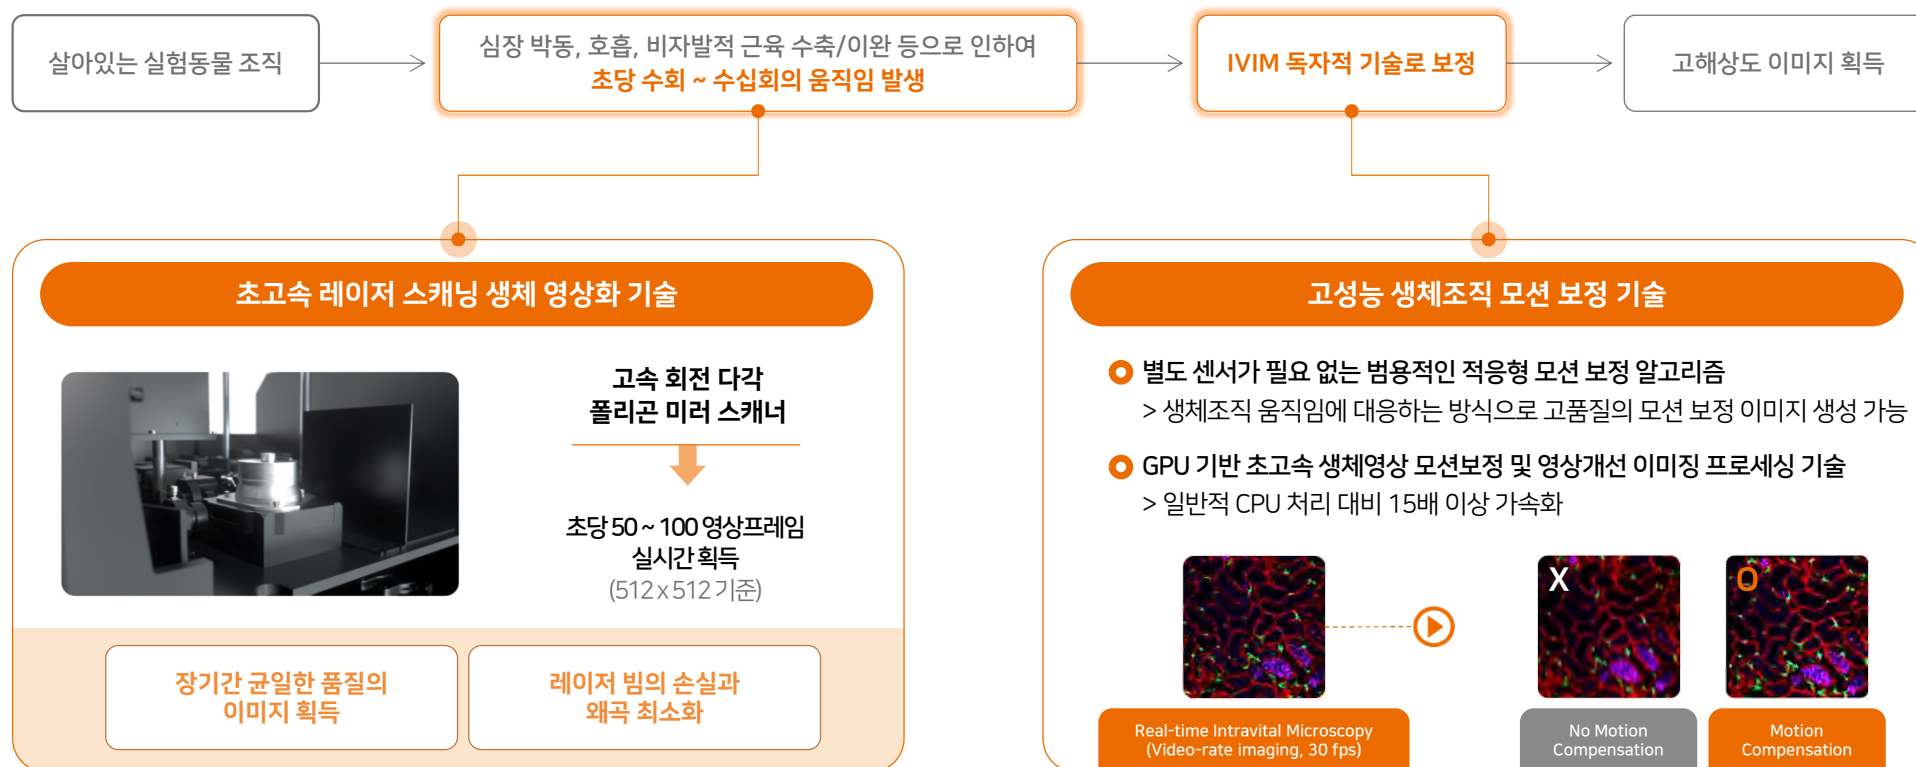 살아있는 실험동물 조직
심장 박동, 호흡, 비자발적 근육 수축/이완 등으로 인하여
초당 수회 ~ 수십회의 움직임 발생
IVIM 독자적 기술로 보정
고해상도 이미지 획득
초고속 레이저 스캐닝 생체 영상화 기술
고속 회전 다각
폴리곤 미러 스캐너
초당 50 ~ 100 영상프레임
실시간 획득
(512 x 512 기준)
장기간 균일한 품질의
이미지 획득
레이저 빔의 손실과
왜곡 최소화
고성능 생체조직 모션 보정 기술
별도 센서가 필요 없는 범용적인 적응형 모션 보정 알고리즘
> 생체조직 움직임에 대응하는 방식으로 고품질의 모션 보정 이미지 생성 가능
GPU 기반 초고속 생체영상 모션보정 및 영상개선 이미징 프로세싱 기술
> 일반적 CPU 처리 대비 15배 이상 가속화
X
O
Real-time Intravital Microscopy
(Video-rate imaging, 30 fps)
No Motion
Compensation
Motion
Compensation